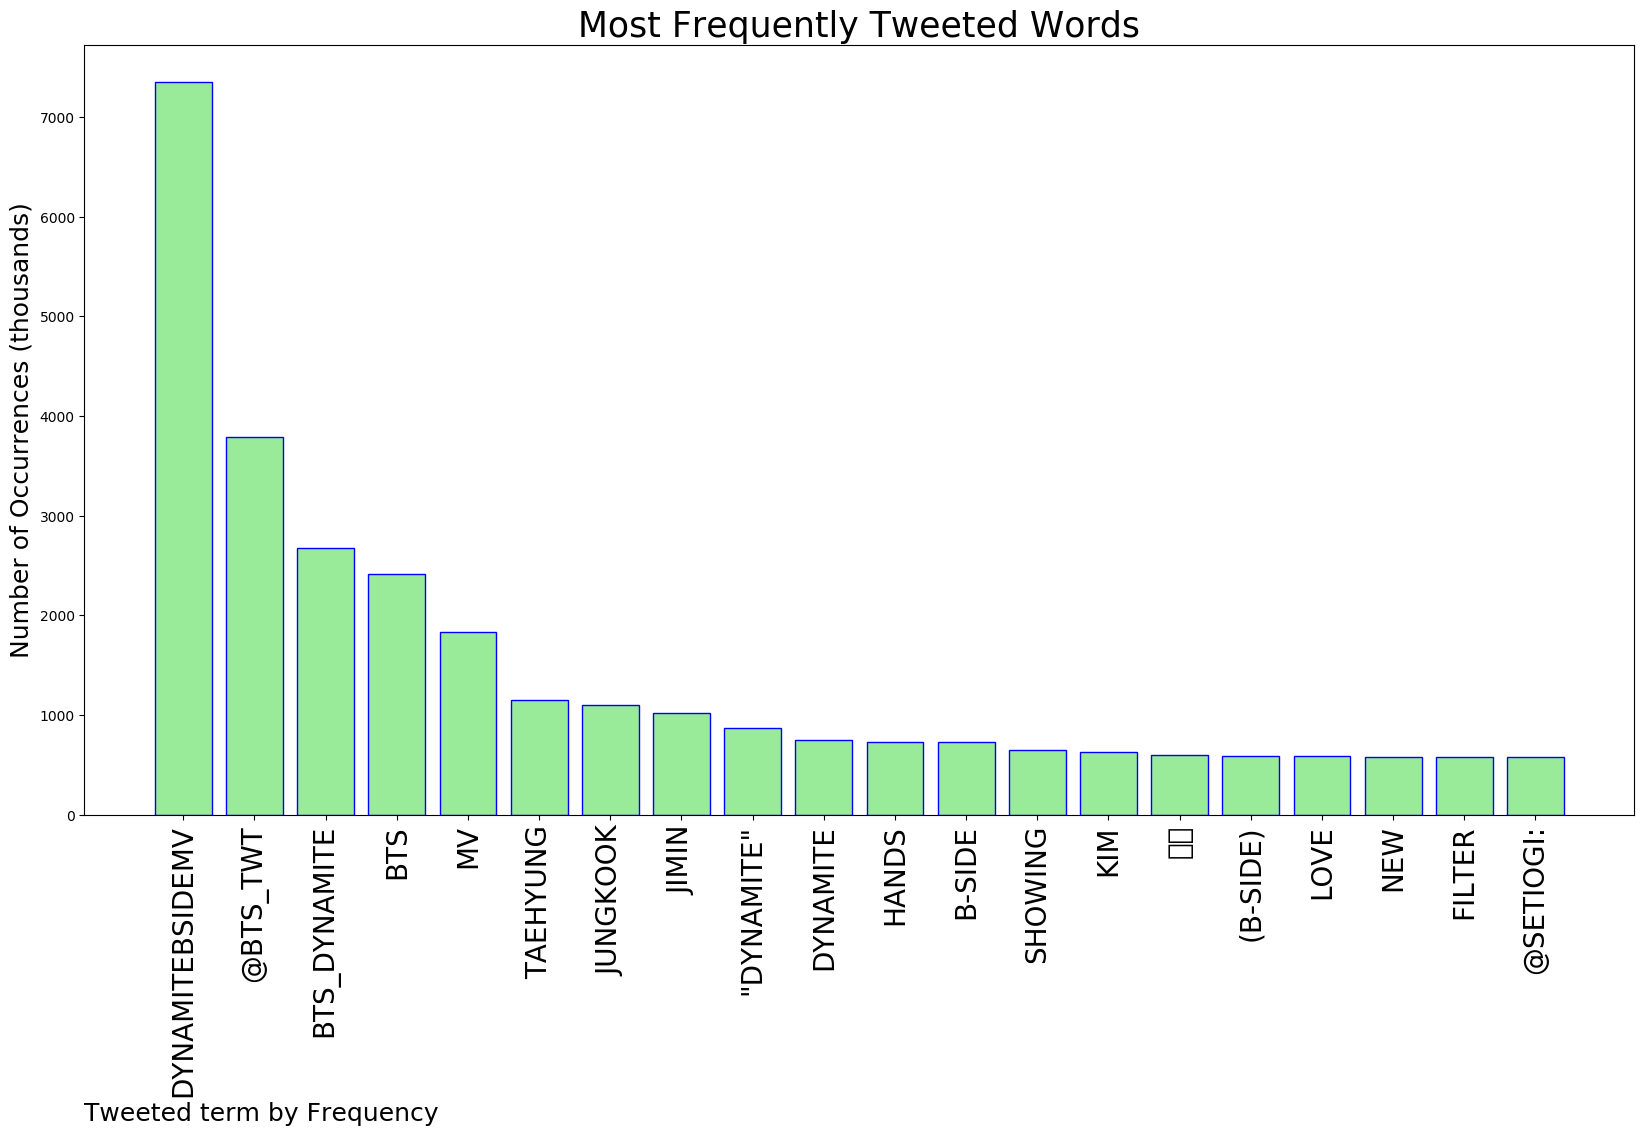 Most Frequently Tweeted Words
Number of Occurrences (thousands)
7000
6000
5000
4000
3000
2000
1000
0
DYNAMITEBSIDEMV
@BTS_TWT
BTS_DYNAMITE
BTS
MV
TAEHYUNG
JUNGKOOK
JIMIN
"DYNAMITE"
DYNAMITE
HANDS
B-SIDE
SHOWING
KIM
(B-SIDE)
LOVE
NEW
FILTER
@SETIOGI:
Tweeted term by Frequency